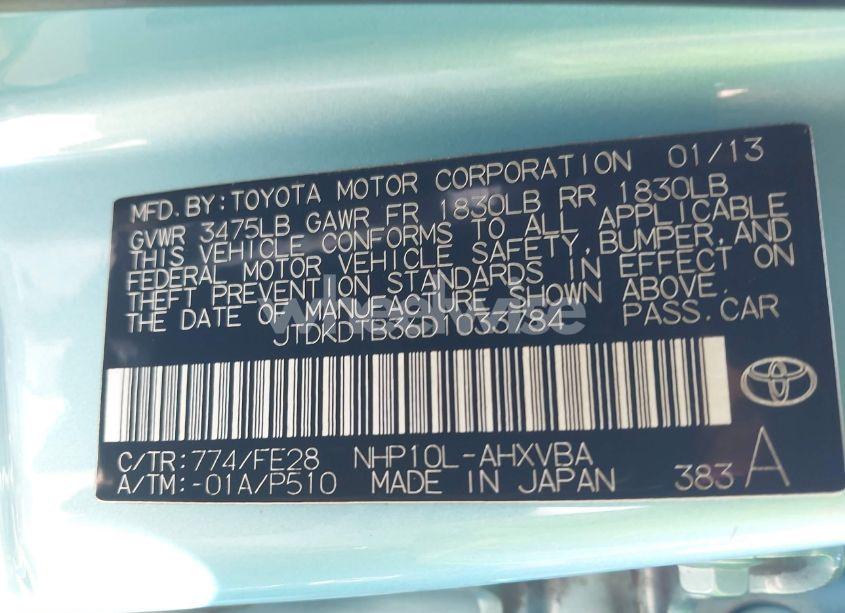 MFD.BY:TOYOTA MOTOR CORPORATION 01/13
GVWR 3475LB GAWR FR 1830LB RR 1830LB
THIS VEHICLE CONFORMS TO ALL APPLICABLE
FEDERAL MOTOR VEHICLE SAFETY,BUMPER,AND
THEFT PREVENTION STANDARDS IN EFFECT ON
THE DATE OF MANUFACTURE SHOWN ABOVE.
JTDKDTB36D1033784 PASS.CAR
C/TR:774/FE28 NHP10L-AHXVBA
A/TM:-01A/P510 MADE IN JAPAN 383 A